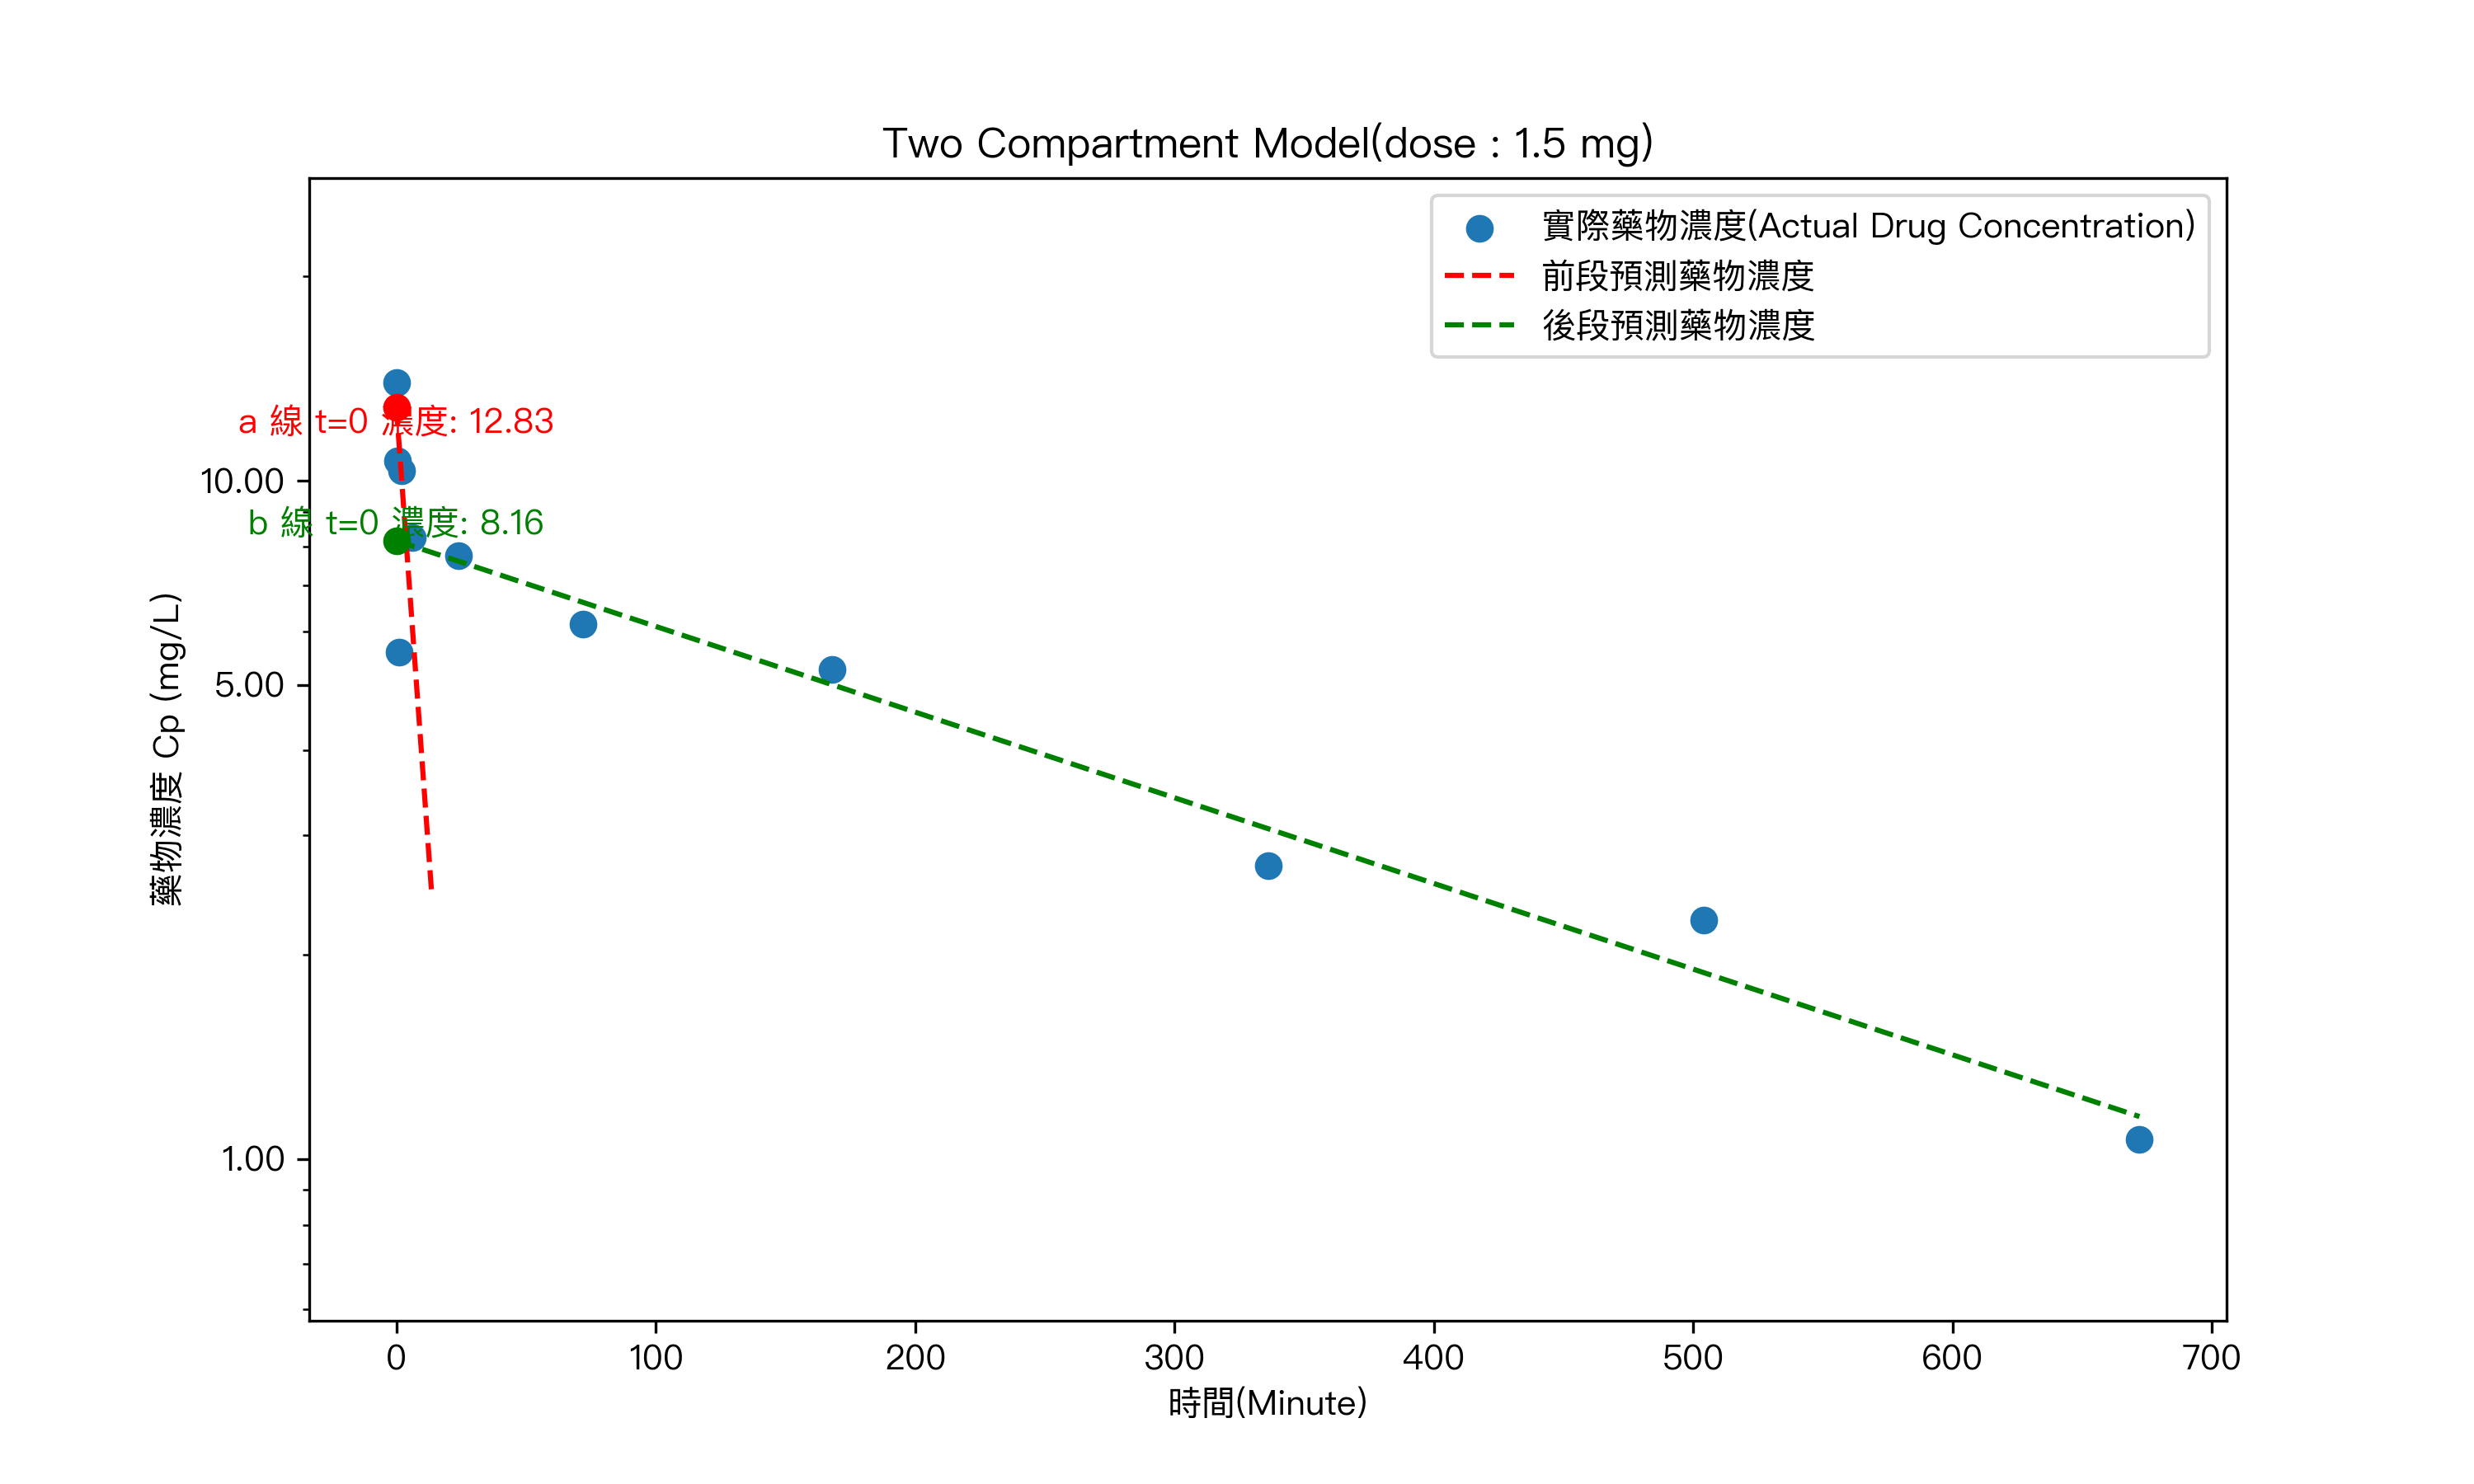 Two Compartment Model(dose : 1.5 mg)
實際藥物濃度(Actual Drug Concentration)
前段預測藥物濃度
後段預測藥物濃度
a 線 t=0 濃度: 12.83
b 線 t=0 濃度: 8.16
藥物濃度 Cp (mg/L)
10.00
5.00
1.00
0 100 200 300 400 500 600 700
時間(Minute)